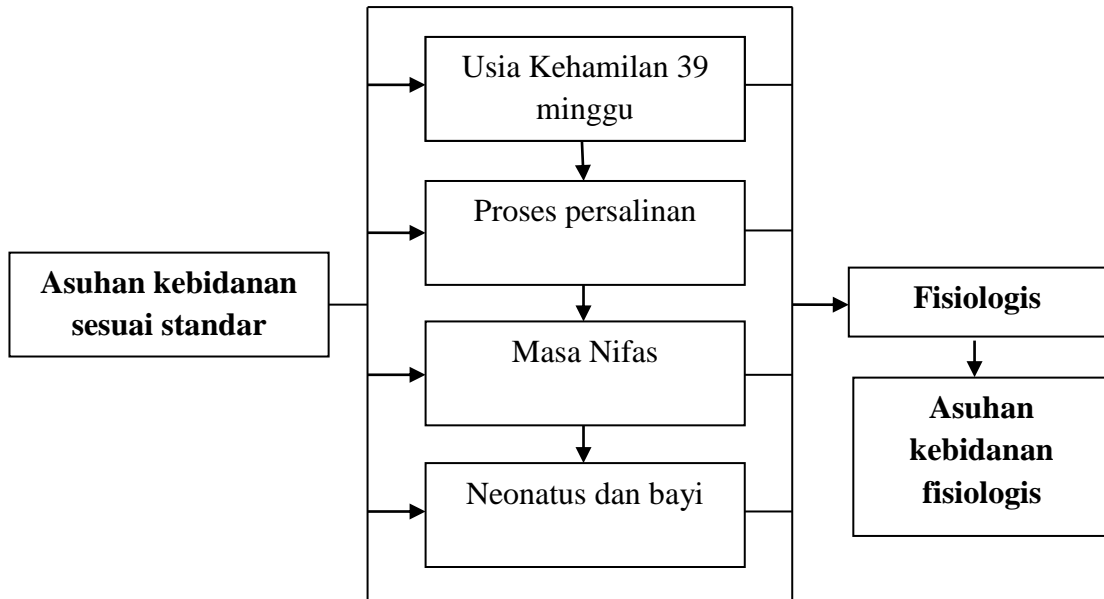 Usia Kehamilan 39
minggu
Proses persalinan
Asuhan kebidanan
sesuai standar
Masa Nifas
Neonatus dan bayi
Fisiologis
Asuhan
kebidanan
fisiologis